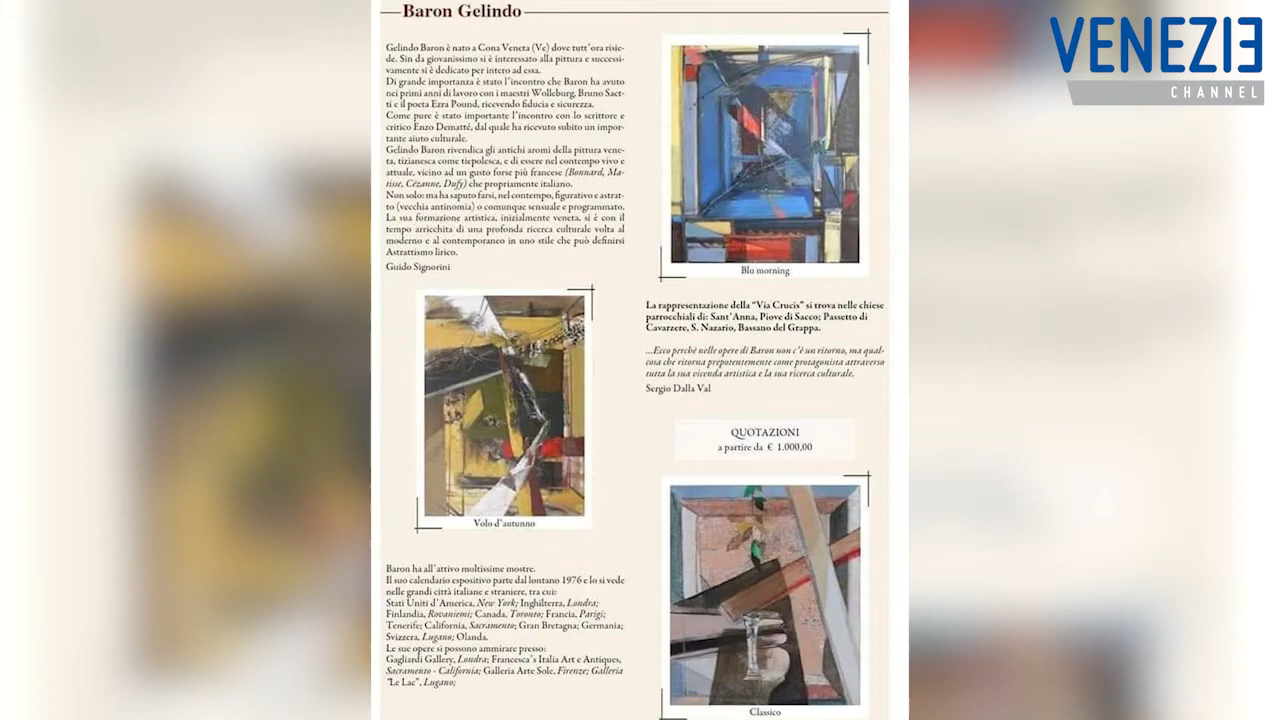 Baron Gelindo
Gelindo Baron è nato a Cona Veneta (Ve) dove tutt'ora risie-
de. Sin da giovanissimo si è interessato alla pittura e successi-
vamente si è dedicato per intero ad essa.
Di grande importanza è stato l'incontro che Baron ha avuto
nei primi anni di lavoro con i maestri Wolleburg, Bruno Saet-
ti e il poeta Ezra Pound, ricevendo fiducia e sicurezza.
Come pure è stato importante l'incontro con lo scrittore e
critico Enzo Dematté, dal quale ha ricevuto subito un impor-
tante aiuto culturale.
Gelindo Baron rivendica gli antichi aromi della pittura vene-
ta, tizianesca come tiepolesca, e di essere nel contempo vivo e
attuale, vicino ad un gusto forse più francese (Bonnard, Ma-
tisse, Cézanne, Dufy) che propriamente italiano.
Non solo: ma ha saputo farsi, nel contempo, figurativo e astrat-
to (vecchia antinomia) o comunque sensuale e programmato.
La sua formazione artistica, inizialmente veneta, si è con il
tempo arricchita di una profonda ricerca culturale volta al
moderno e al contemporaneo in uno stile che può definirsi
Astrattismo lirico.
Guido Signorini
Volo d'autunno
Baron ha all'attivo moltissime mostre.
Il suo calendario espositivo parte dal lontano 1976 e lo si vede
nelle grandi città italiane e straniere, tra cui:
Stati Uniti d'America, New York; Inghilterra, Londra;
Finlandia, Rovaniemi; Canada, Toronto; Francia, Parigi;
Tenerife; California, Sacramento; Gran Bretagna; Germania;
Svizzera, Lugano; Olanda.
Le sue opere si possono ammirare presso:
Gagliardi Gallery, Londra; Francesca's Italia Art e Antiques,
Sacramento - California; Galleria Arte Sole, Firenze; Galleria
"Le Lac", Lugano;
Blu morning
La rappresentazione della "Via Crucis" si trova nelle chiese
parrocchiali di: Sant'Anna, Piove di Sacco; Passetto di
Cavarzere, S. Nazario, Bassano del Grappa.
...Ecco perché nelle opere di Baron non c'è un ritorno, ma qual-
cosa che ritorna prepotentemente come protagonista attraverso
tutta la sua vicenda artistica e la sua ricerca culturale.
Sergio Dalla Val
QUOTAZIONI
a partire da € 1.000,00
Classico
VENEZIE
CHANNEL